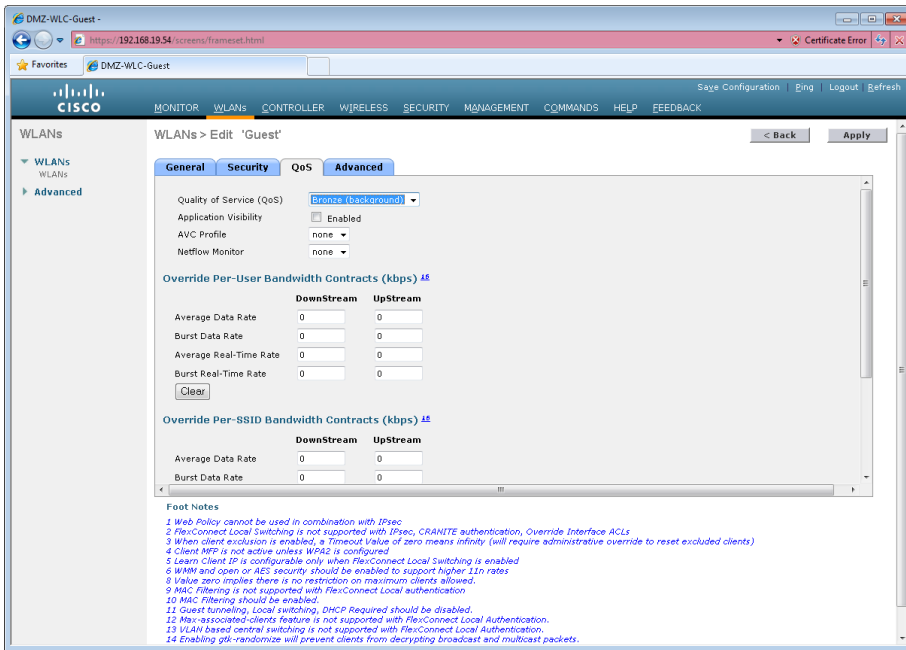 DMZ-WLC-Guest -
https://192.168.19.54/screens/frameset.html
Certificate Error
Favorites
DMZ-WLC-Guest
Save Configuration | Ping | Logout | Refresh
CISCO
MONITOR WLANs CONTROLLER WIRELESS SECURITY MANAGEMENT COMMANDS HELP FEEDBACK
WLANs
WLANs > Edit 'Guest'
< Back
Apply
WLANs
WLANs
Advanced
General
Security
QoS
Advanced
Quality of Service (QoS) Bronze (background)
Application Visibility Enabled
AVC Profile none
Netflow Monitor none
Override Per-User Bandwidth Contracts (kbps) 16
DownStream UpStream
Average Data Rate 0 0
Burst Data Rate 0 0
Average Real-Time Rate 0 0
Burst Real-Time Rate 0 0
Clear
Override Per-SSID Bandwidth Contracts (kbps) 16
DownStream UpStream
Average Data Rate 0 0
Burst Data Rate 0 0
Foot Notes
1 Web Policy cannot be used in combination with IPsec
2 FlexConnect Local Switching is not supported with IPsec, CRANITE authentication, Override Interface ACLs
3 When client exclusion is enabled, a Timeout Value of zero means infinity (will require administrative override to reset excluded clients)
4 Client MFP is not active unless WPA2 is configured
5 Learn Client IP is configurable only when FlexConnect Local Switching is enabled
6 WMM and open or AES security should be enabled to support higher 11n rates
8 Value zero implies there is no restriction on maximum clients allowed.
9 MAC Filtering is not supported with FlexConnect Local authentication
10 MAC Filtering should be enabled.
11 Guest tunneling, Local switching, DHCP Required should be disabled.
12 Max-associated-clients feature is not supported with FlexConnect Local Authentication.
13 VLAN based central switching is not supported with FlexConnect Local Authentication.
14 Enabling gtk-randomize will prevent clients from decrypting broadcast and multicast packets.